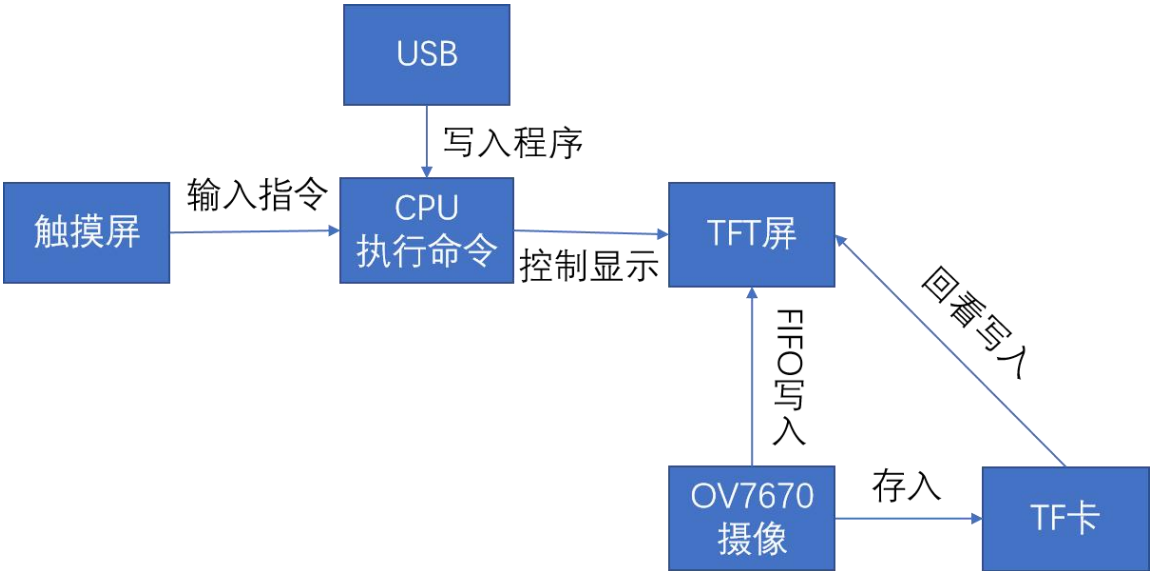 USB
写入程序
触摸屏
输入指令
CPU
执行命令
控制显示
TFT屏
回看写入
FIFO写入
OV7670
摄像
存入
TF卡